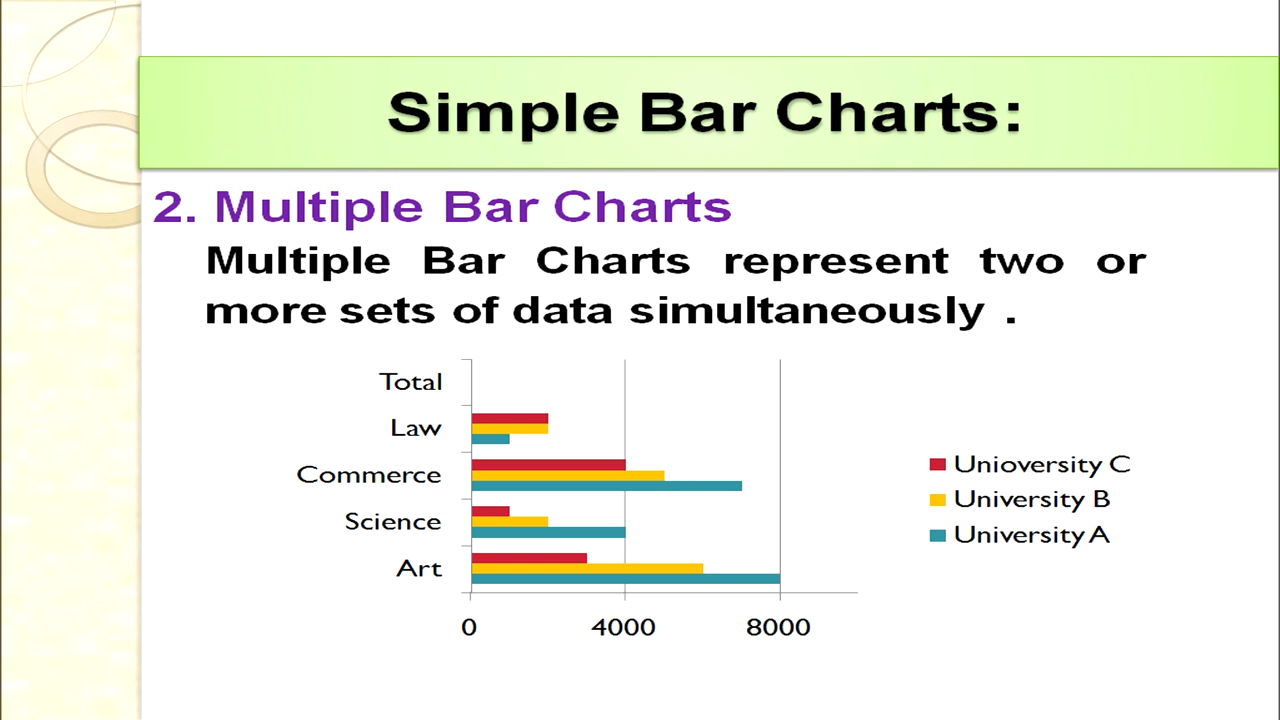 Simple Bar Charts:
2. Multiple Bar Charts
Multiple Bar Charts represent two or
more sets of data simultaneously .
Total
Law
Commerce
Science
Art
0 4000 8000
Unioversity C
University B
University A